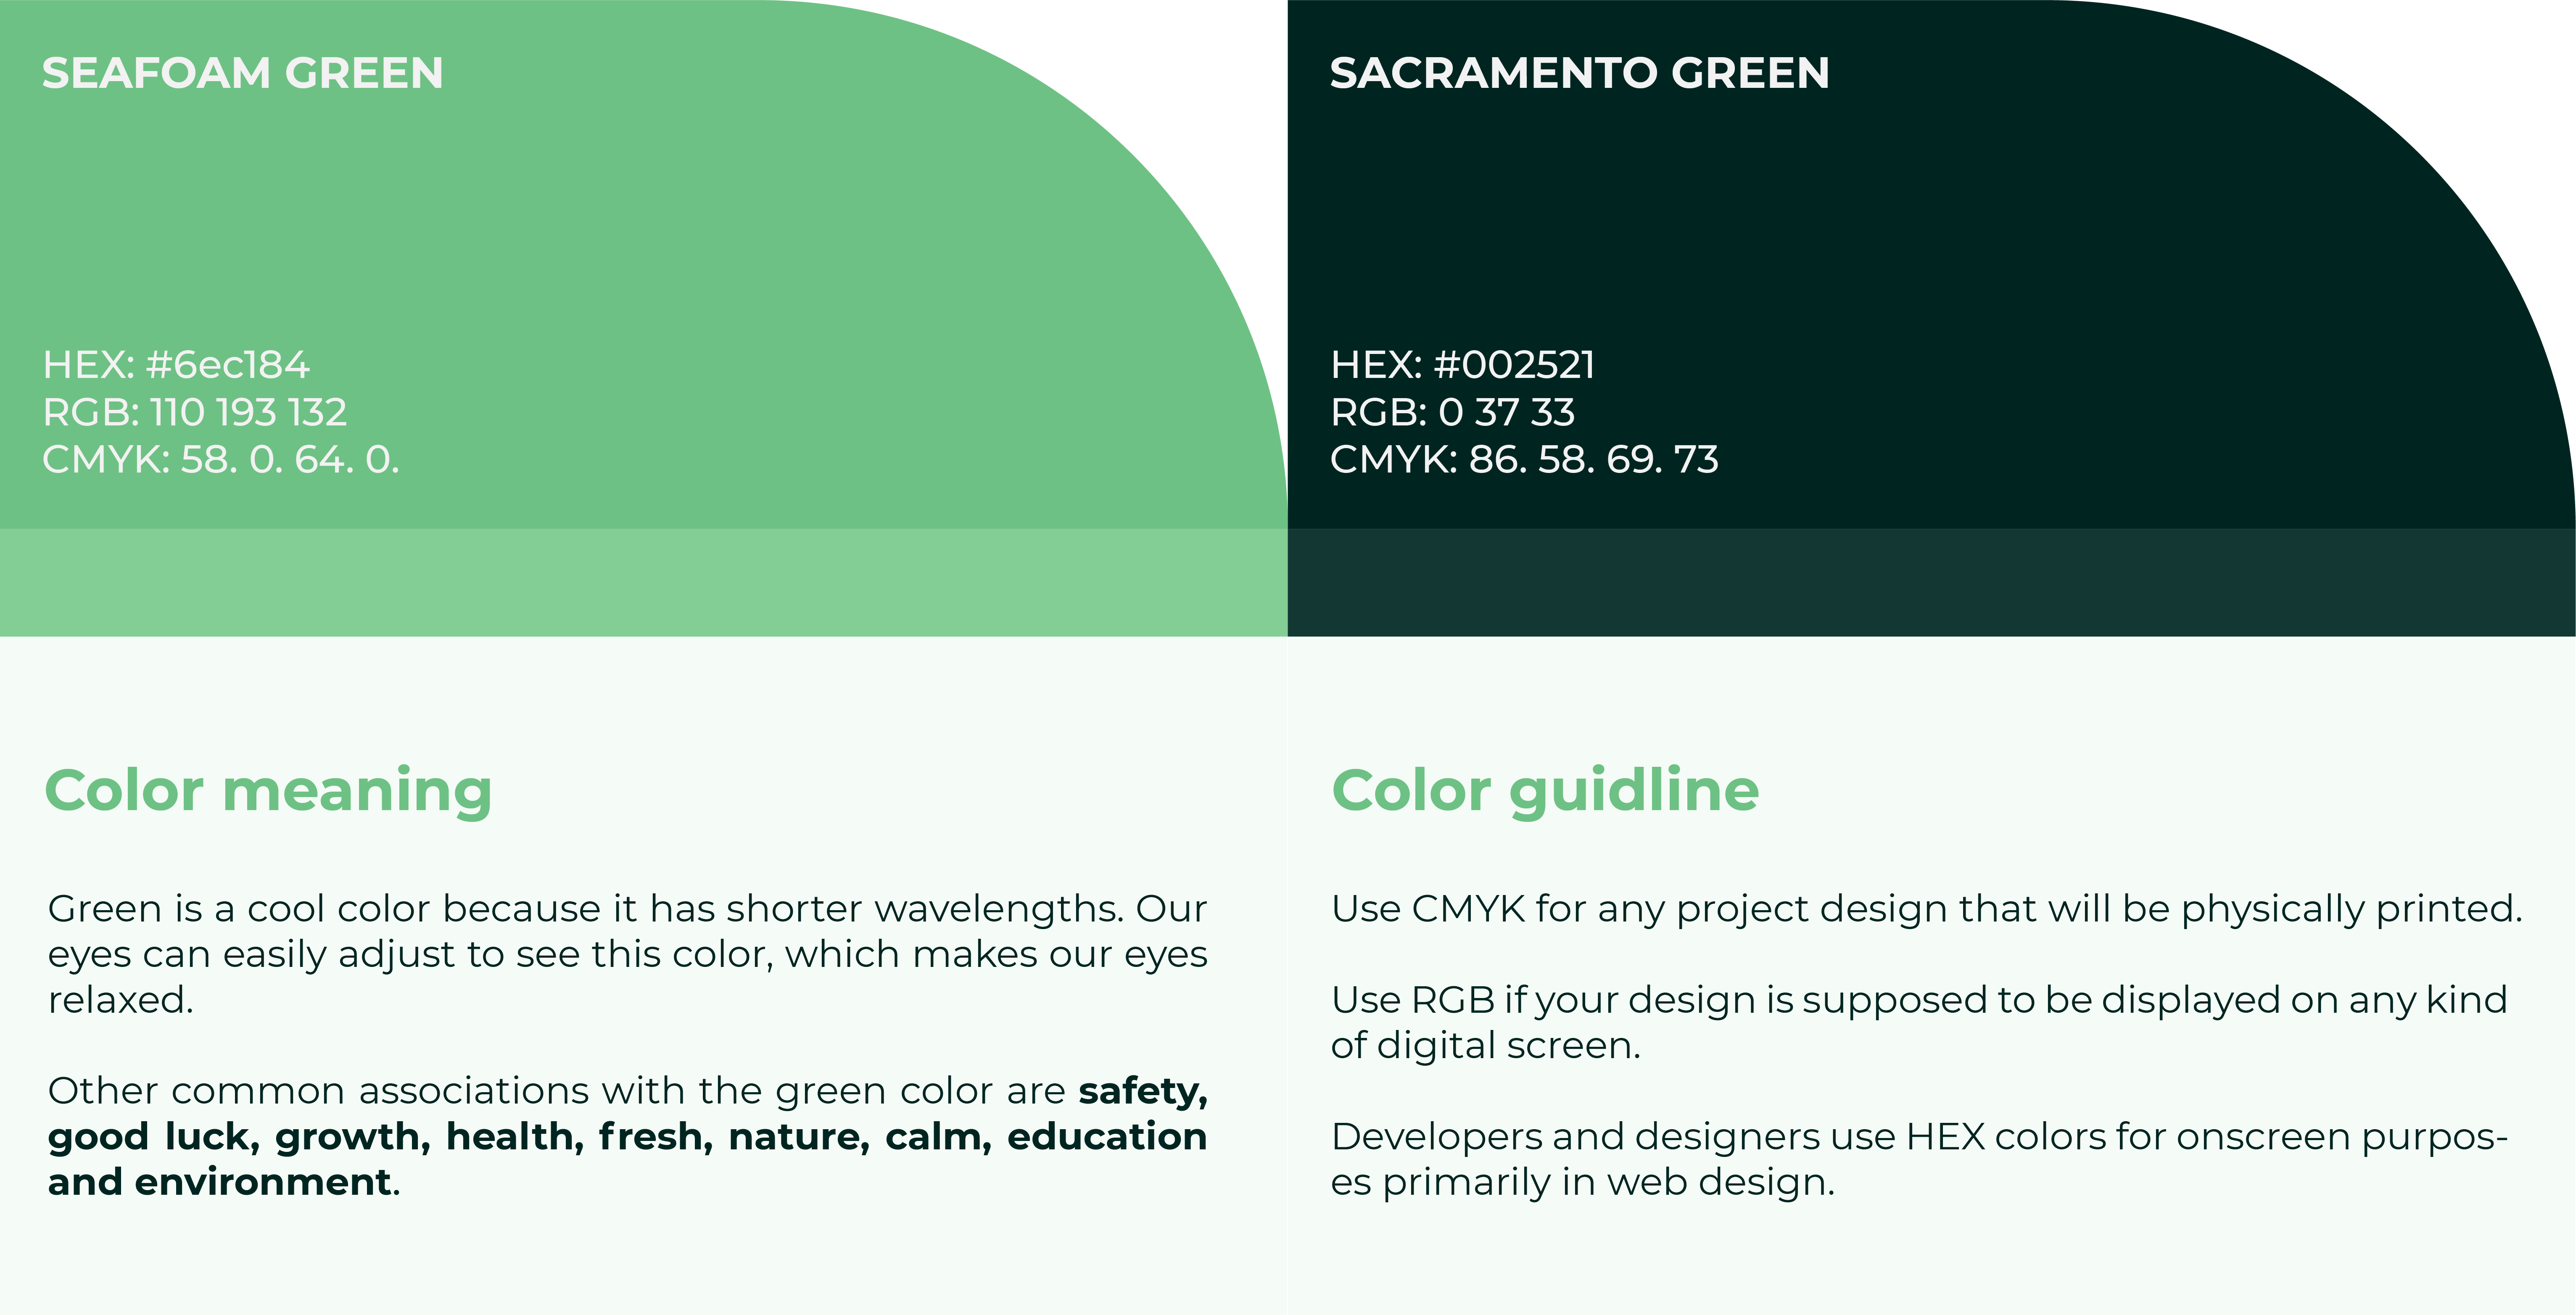 SEAFOAM GREEN
HEX: #6ec184
RGB: 110 193 132
CMYK: 58. 0. 64. 0.
SACRAMENTO GREEN
HEX: #002521
RGB: 0 37 33
CMYK: 86. 58. 69. 73
Color meaning
Green is a cool color because it has shorter wavelengths. Our
eyes can easily adjust to see this color, which makes our eyes
relaxed.
Other common associations with the green color are safety,
good luck, growth, health, fresh, nature, calm, education
and environment.
Color guidline
Use CMYK for any project design that will be physically printed.
Use RGB if your design is supposed to be displayed on any kind
of digital screen.
Developers and designers use HEX colors for onscreen purpos-
es primarily in web design.